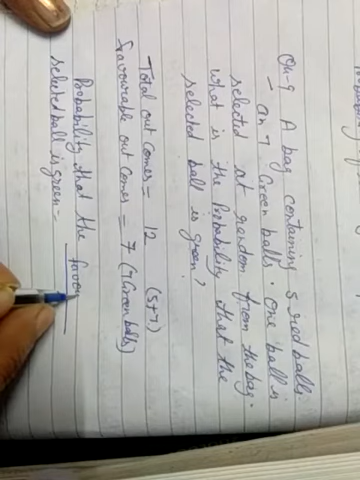 Qu-9 A bag containing 5 red balls
an 7 Green balls. One ball is
selected at random from the bag.
what is the Probability that the
selected ball is green?
Total out comes = 12 (5+7)
favourable out comes = 7 (7 Green balls)
Probability that the
selected ball is green = favou